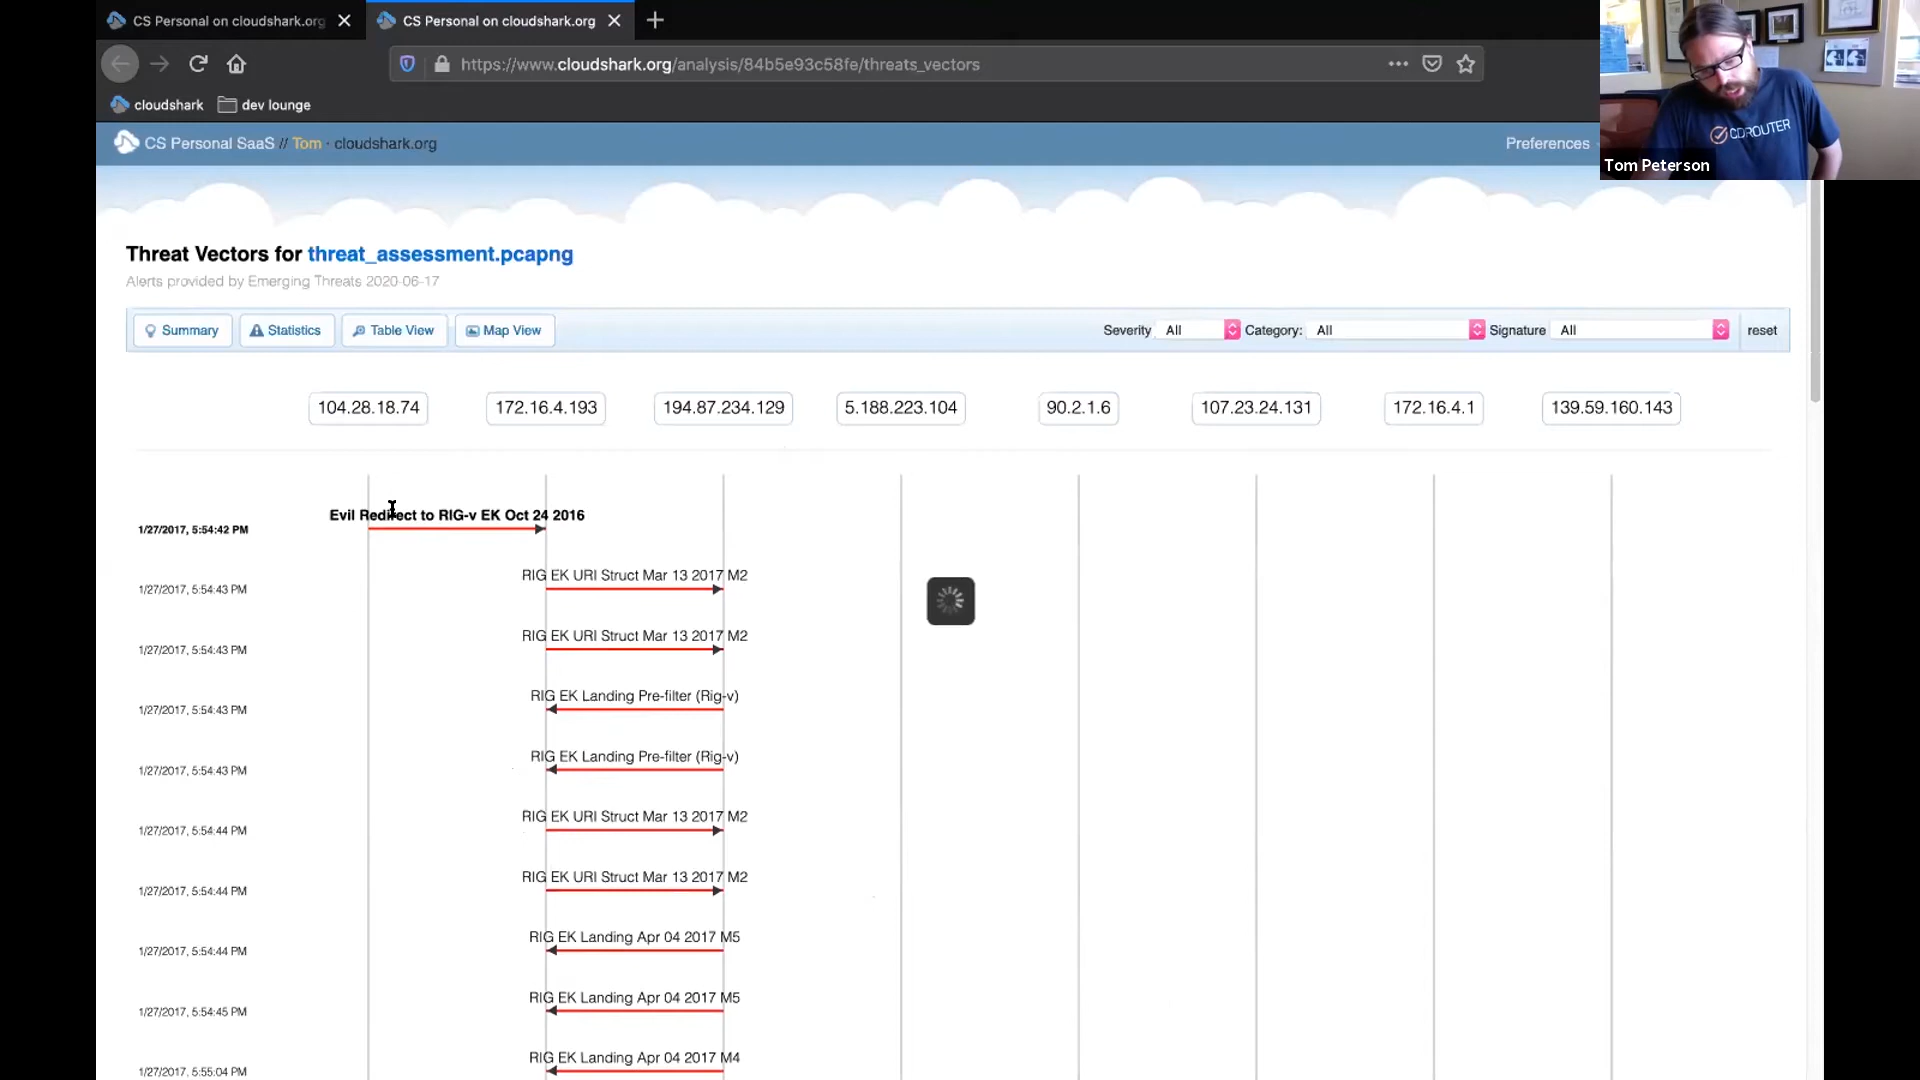 CS Personal on cloudshark.org
CS Personal on cloudshark.org
https://www.cloudshark.org/analysis/84b5e93c58fe/threats_vectors
cloudshark
dev lounge
CS Personal SaaS // Tom · cloudshark.org
Preferences
CDROUTER
Tom Peterson
Threat Vectors for threat_assessment.pcapng
Alerts provided by Emerging Threats 2020-06-17
Summary
Statistics
Table View
Map View
Severity All
Category: All
Signature All
reset
104.28.18.74
172.16.4.193
194.87.234.129
5.188.223.104
90.2.1.6
107.23.24.131
172.16.4.1
139.59.160.143
Evil Redirect to RIG-v EK Oct 24 2016
1/27/2017, 5:54:42 PM
RIG EK URI Struct Mar 13 2017 M2
1/27/2017, 5:54:43 PM
RIG EK URI Struct Mar 13 2017 M2
1/27/2017, 5:54:43 PM
RIG EK Landing Pre-filter (Rig-v)
1/27/2017, 5:54:43 PM
RIG EK Landing Pre-filter (Rig-v)
1/27/2017, 5:54:43 PM
RIG EK URI Struct Mar 13 2017 M2
1/27/2017, 5:54:44 PM
RIG EK URI Struct Mar 13 2017 M2
1/27/2017, 5:54:44 PM
RIG EK Landing Apr 04 2017 M5
1/27/2017, 5:54:44 PM
RIG EK Landing Apr 04 2017 M5
1/27/2017, 5:54:45 PM
RIG EK Landing Apr 04 2017 M4
1/27/2017, 5:55:04 PM